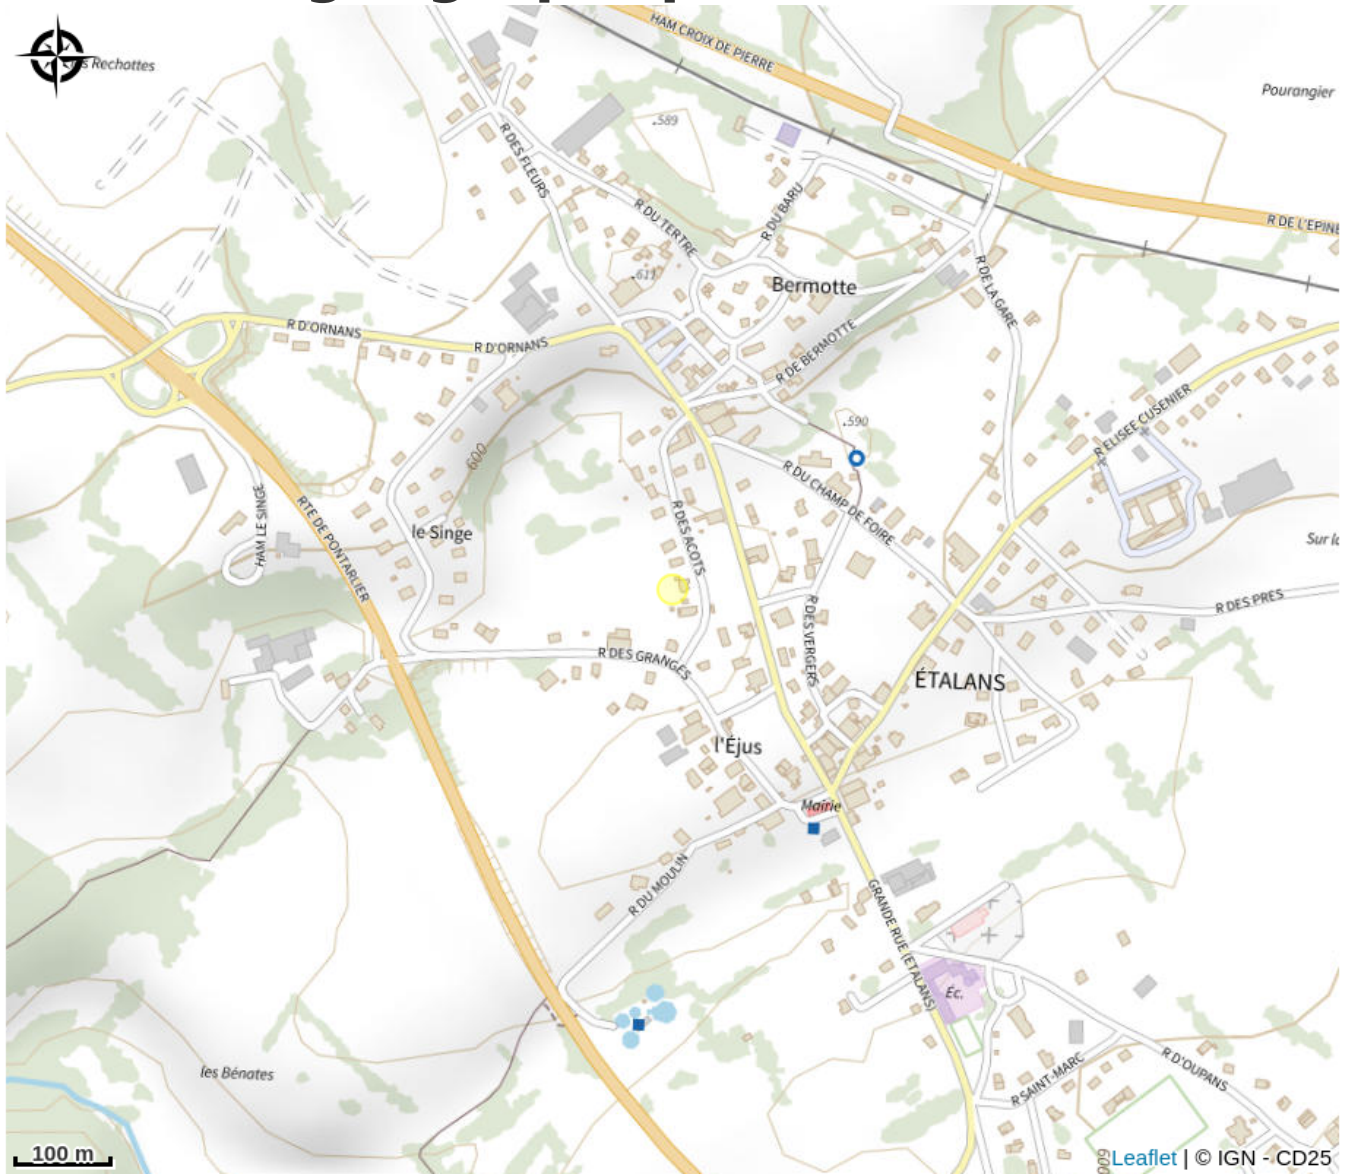 HAM CROIX DE PIERRE
Rechottes
Pourangier
.589
R DES FLEURS
R DU BARU
R DU TERTRE
R DE L'EPINE
.611
Bermotte
R DE LA GARE
R D'ORNANS
R D'ORNANS
R DE BERMOTTE
R ELISEE CUSENIER
.590
600
R DU CHAMP DE FOIRE
HAM LE SINGE
RTE DE PONTARLIER
le Singe
R DES ACOTS
Sur la
R DES VERGERS
R DES PRES
R DES GRANGES
ÉTALANS
l'Éjus
Mairie
R DU MOULIN
GRANDE RUE (ETALANS)
Éc.
les Bénates
R SAINT-MARC
R D'OUPANS
100 m
600
Leaflet | © IGN - CD25